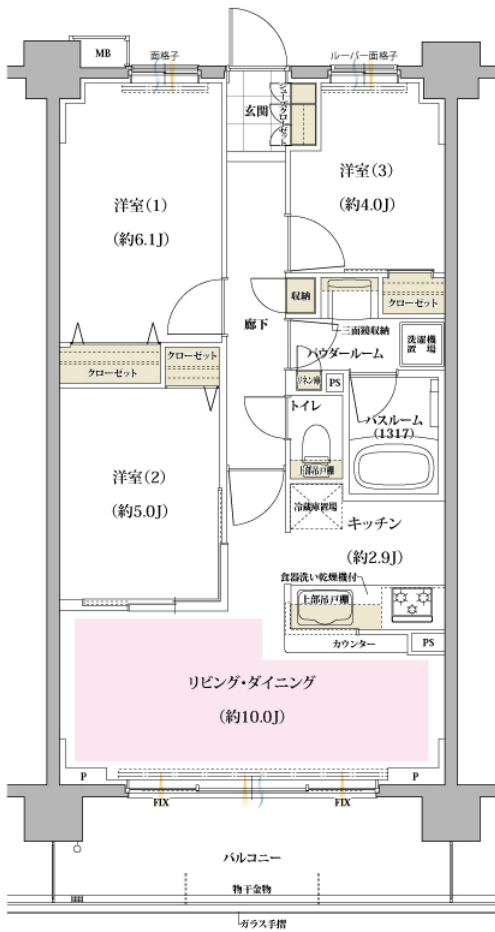 MB
面格子
ルーバー面格子
玄関
シューズクローゼット
洋室(1)
(約6.1J)
洋室(3)
(約4.0J)
収納
クローゼット
廊下
三面鏡収納
パウダールーム
洗濯機
置場
クローゼット
クローゼット
リネン庫
PS
トイレ
バスルーム
(1317)
洋室(2)
(約5.0J)
上部吊戸棚
冷蔵庫置場
キッチン
(約2.9J)
食器洗い乾燥機付
上部吊戸棚
カウンター
PS
リビング・ダイニング
(約10.0J)
P
P
FIX
FIX
バルコニー
物干金物
ガラス手摺